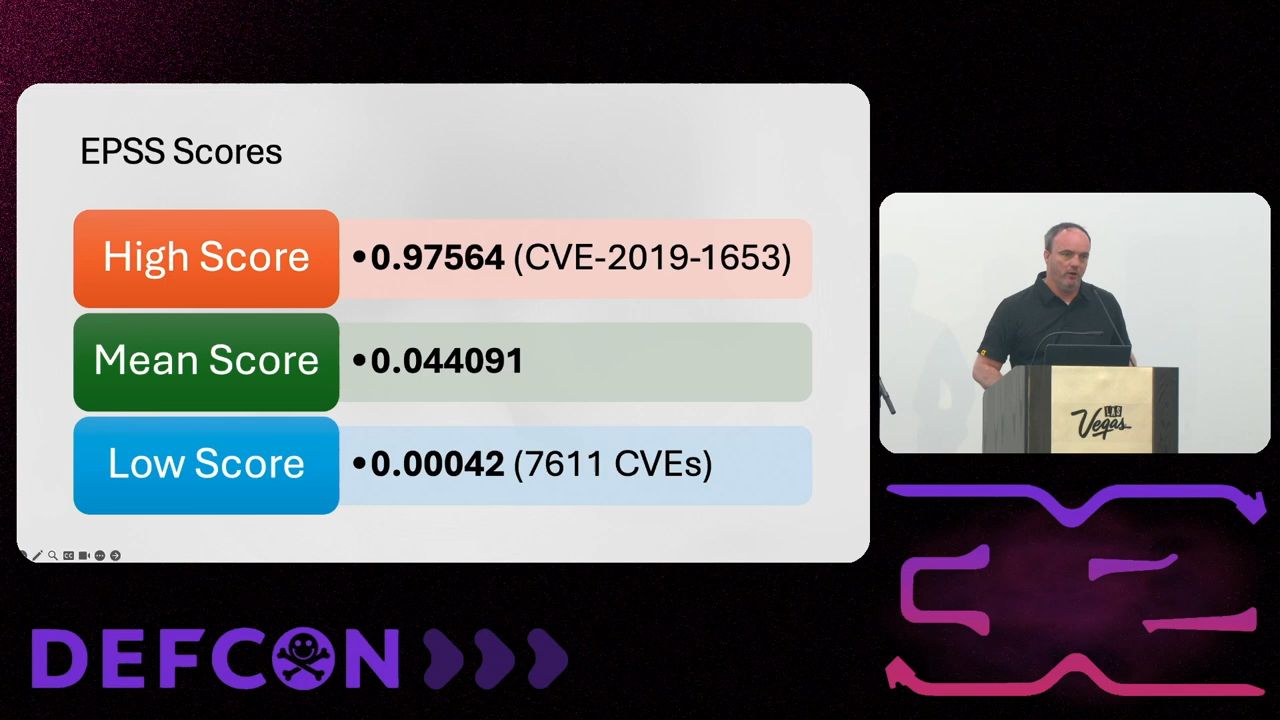 EPSS Scores
High Score
•0.97564 (CVE-2019-1653)
Mean Score
•0.044091
Low Score
•0.00042 (7611 CVEs)
LAS
Vegas
DEFCON